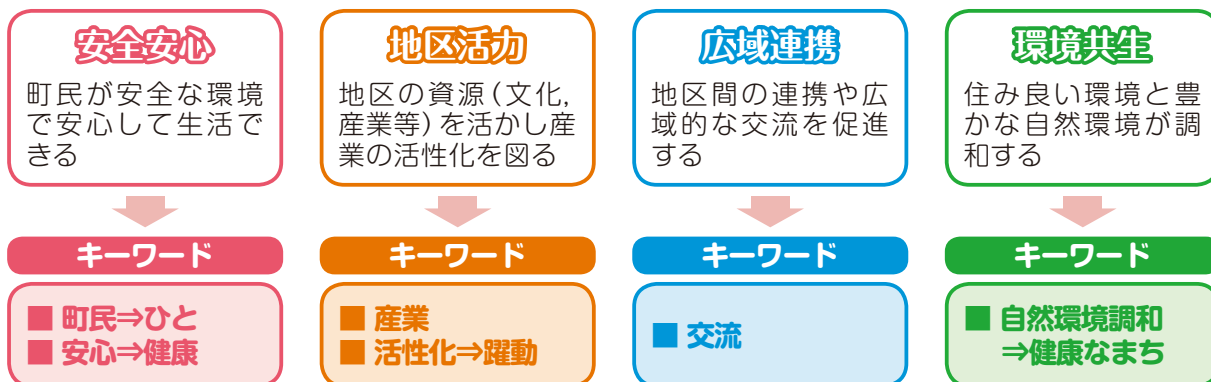 安全安心
町民が安全な環境
で安心して生活で
きる
キーワード
■ 町民⇒ひと
■ 安心⇒健康
地区活力
地区の資源（文化,
産業等）を活かし産
業の活性化を図る
キーワード
■ 産業
■ 活性化⇒躍動
広域連携
地区間の連携や広
域的な交流を促進
する
キーワード
■ 交流
環境共生
住み良い環境と豊
かな自然環境が調
和する
キーワード
■ 自然環境調和
⇒健康なまち